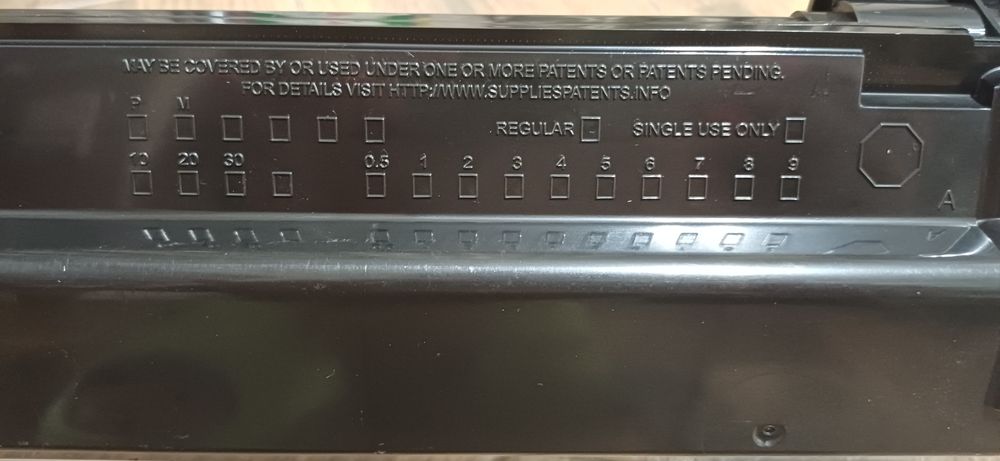 MAY BE COVERED BY OR USED UNDER ONE OR MORE PATENTS OR PATENTS PENDING.
FOR DETAILS VISIT HTTP://WWW.SUPPLIESPATENTS.INFO
P M
REGULAR SINGLE USE ONLY
10 20 30 0.5 1 2 3 4 5 6 7 8 9
A